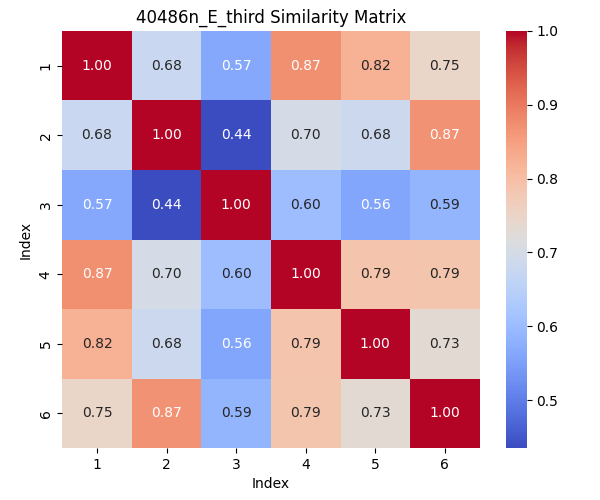 40486n_E_third Similarity Matrix
1 1.00 0.68 0.57 0.87 0.82 0.75
2 0.68 1.00 0.44 0.70 0.68 0.87
3 0.57 0.44 1.00 0.60 0.56 0.59
4 0.87 0.70 0.60 1.00 0.79 0.79
5 0.82 0.68 0.56 0.79 1.00 0.73
6 0.75 0.87 0.59 0.79 0.73 1.00
1 2 3 4 5 6
Index
Index
1.0
0.9
0.8
0.7
0.6
0.5